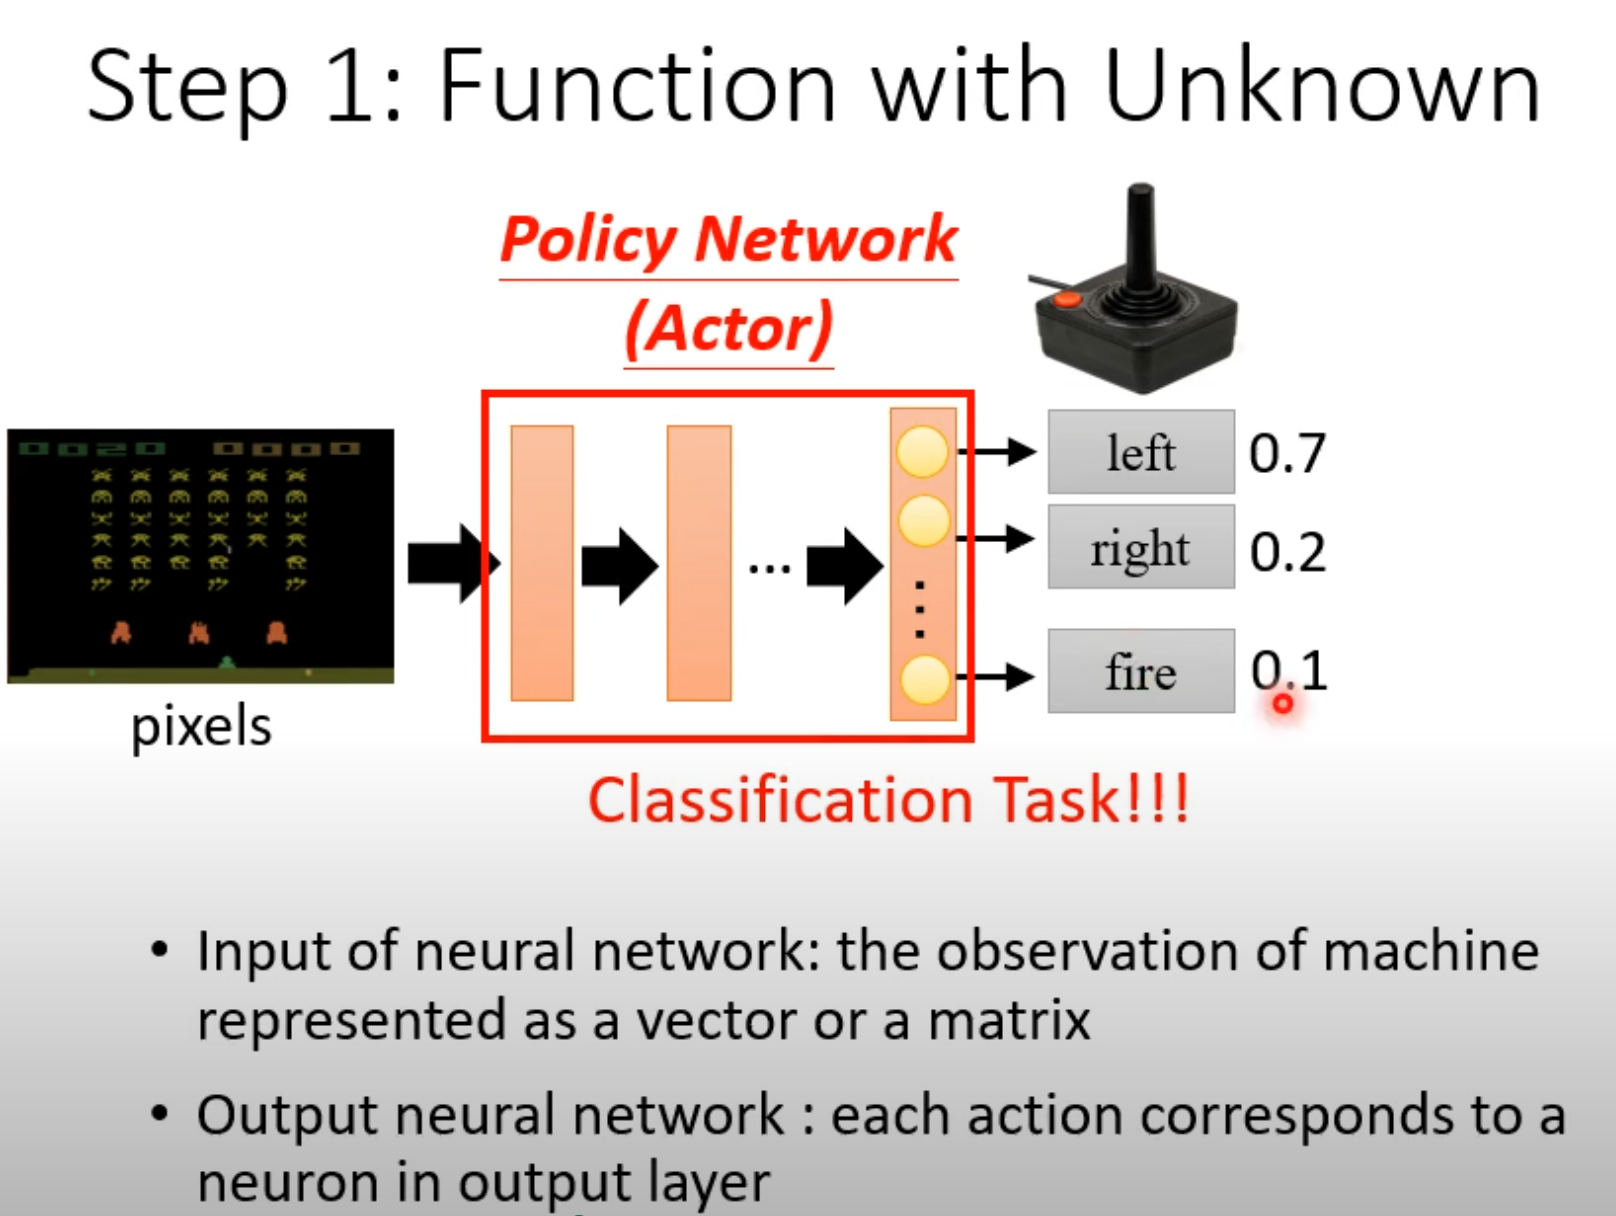 Step 1: Function with Unknown
Policy Network
(Actor)
0020 0000
left 0.7
right 0.2
...
fire 0.1
pixels
Classification Task!!!
• Input of neural network: the observation of machine
represented as a vector or a matrix
• Output neural network : each action corresponds to a
neuron in output layer